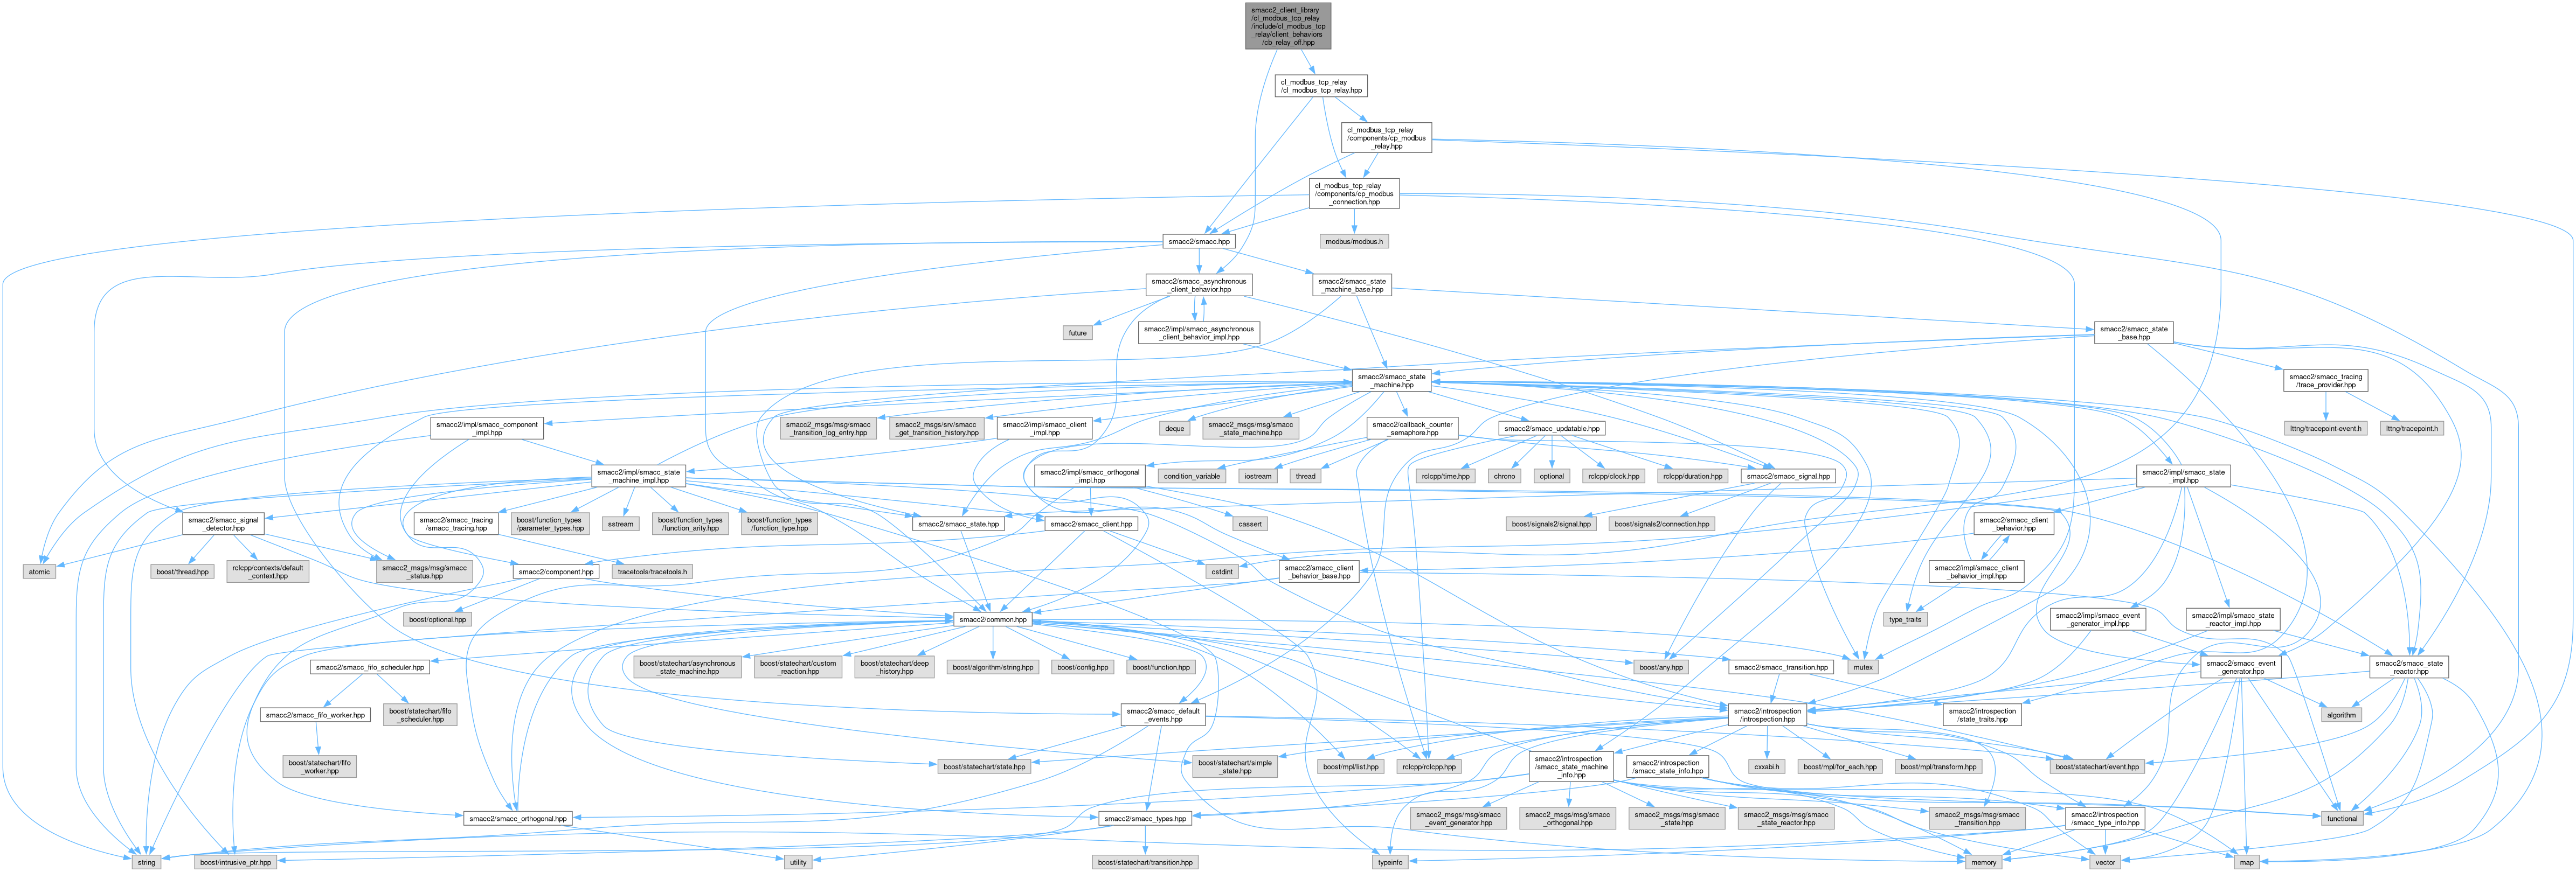 smacc2_client_library
/cl_modbus_tcp_relay
/include/cl_modbus_tcp
_relay/client_behaviors
/cb_relay_off.hpp
cl_modbus_tcp_relay
/cl_modbus_tcp_relay.hpp
cl_modbus_tcp_relay
/components/cp_modbus
_relay.hpp
cl_modbus_tcp_relay
/components/cp_modbus
_connection.hpp
smacc2/smacc.hpp
modbus/modbus.h
smacc2/smacc_asynchronous
_client_behavior.hpp
smacc2/smacc_state
_machine_base.hpp
future
smacc2/impl/smacc_asynchronous
_client_behavior_impl.hpp
smacc2/smacc_state
_base.hpp
smacc2/smacc_state
_machine.hpp
smacc2/smacc_tracing
/trace_provider.hpp
smacc2/impl/smacc_component
_impl.hpp
smacc2_msgs/msg/smacc
_transition_log_entry.hpp
smacc2_msgs/srv/smacc
_get_transition_history.hpp
smacc2/impl/smacc_client
_impl.hpp
deque
smacc2_msgs/msg/smacc
_state_machine.hpp
smacc2/callback_counter
_semaphore.hpp
smacc2/smacc_updatable.hpp
lttng/tracepoint-event.h
lttng/tracepoint.h
smacc2/impl/smacc_state
_machine_impl.hpp
smacc2/impl/smacc_orthogonal
_impl.hpp
condition_variable
iostream
thread
smacc2/smacc_signal.hpp
rclcpp/time.hpp
chrono
optional
rclcpp/clock.hpp
rclcpp/duration.hpp
smacc2/impl/smacc_state
_impl.hpp
smacc2/smacc_signal
_detector.hpp
smacc2/smacc_tracing
/smacc_tracing.hpp
boost/function_types
/parameter_types.hpp
sstream
boost/function_types
/function_arity.hpp
boost/function_types
/function_type.hpp
smacc2/smacc_state.hpp
smacc2/smacc_client.hpp
cassert
boost/signals2/signal.hpp
boost/signals2/connection.hpp
smacc2/smacc_client
_behavior.hpp
atomic
boost/thread.hpp
rclcpp/contexts/default
_context.hpp
smacc2_msgs/msg/smacc
_status.hpp
smacc2/component.hpp
tracetools/tracetools.h
cstdint
smacc2/smacc_client
_behavior_base.hpp
smacc2/impl/smacc_client
_behavior_impl.hpp
boost/optional.hpp
smacc2/common.hpp
type_traits
smacc2/impl/smacc_event
_generator_impl.hpp
smacc2/impl/smacc_state
_reactor_impl.hpp
smacc2/smacc_fifo_scheduler.hpp
boost/statechart/asynchronous
_state_machine.hpp
boost/statechart/custom
_reaction.hpp
boost/statechart/deep
_history.hpp
boost/algorithm/string.hpp
boost/config.hpp
boost/function.hpp
boost/any.hpp
smacc2/smacc_transition.hpp
mutex
smacc2/smacc_event
_generator.hpp
smacc2/smacc_state
_reactor.hpp
smacc2/smacc_fifo_worker.hpp
boost/statechart/fifo
_scheduler.hpp
smacc2/smacc_default
_events.hpp
smacc2/introspection
/introspection.hpp
smacc2/introspection
/state_traits.hpp
algorithm
boost/statechart/fifo
_worker.hpp
boost/statechart/state.hpp
boost/statechart/simple
_state.hpp
boost/mpl/list.hpp
rclcpp/rclcpp.hpp
smacc2/introspection
/smacc_state_machine
_info.hpp
smacc2/introspection
/smacc_state_info.hpp
cxxabi.h
boost/mpl/for_each.hpp
boost/mpl/transform.hpp
boost/statechart/event.hpp
smacc2/smacc_orthogonal.hpp
smacc2/smacc_types.hpp
smacc2_msgs/msg/smacc
_event_generator.hpp
smacc2_msgs/msg/smacc
_orthogonal.hpp
smacc2_msgs/msg/smacc
_state.hpp
smacc2_msgs/msg/smacc
_state_reactor.hpp
smacc2_msgs/msg/smacc
_transition.hpp
smacc2/introspection
/smacc_type_info.hpp
functional
string
boost/intrusive_ptr.hpp
utility
boost/statechart/transition.hpp
typeinfo
memory
vector
map